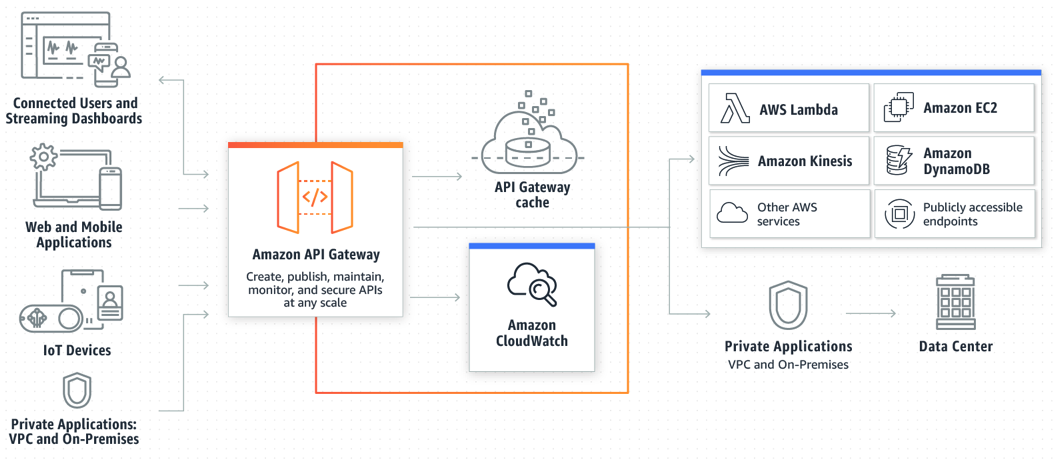 Connected Users and
Streaming Dashboards
Web and Mobile
Applications
IoT Devices
Private Applications:
VPC and On-Premises
</>
Amazon API Gateway
Create, publish, maintain,
monitor, and secure APIs
at any scale
API Gateway
cache
Amazon
CloudWatch
AWS Lambda
Amazon EC2
Amazon Kinesis
Amazon
DynamoDB
Other AWS
services
Publicly accessible
endpoints
Private Applications
VPC and On-Premises
Data Center